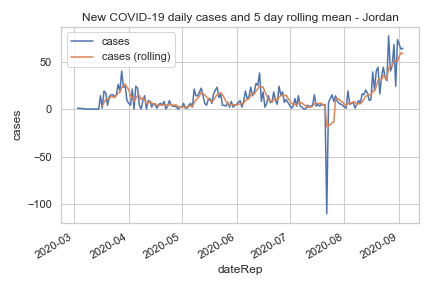 New COVID-19 daily cases and 5 day rolling mean - Jordan
cases
cases (rolling)
cases
50
0
−50
−100
2020-03
2020-04
2020-05
2020-06
2020-07
2020-08
2020-09
dateRep